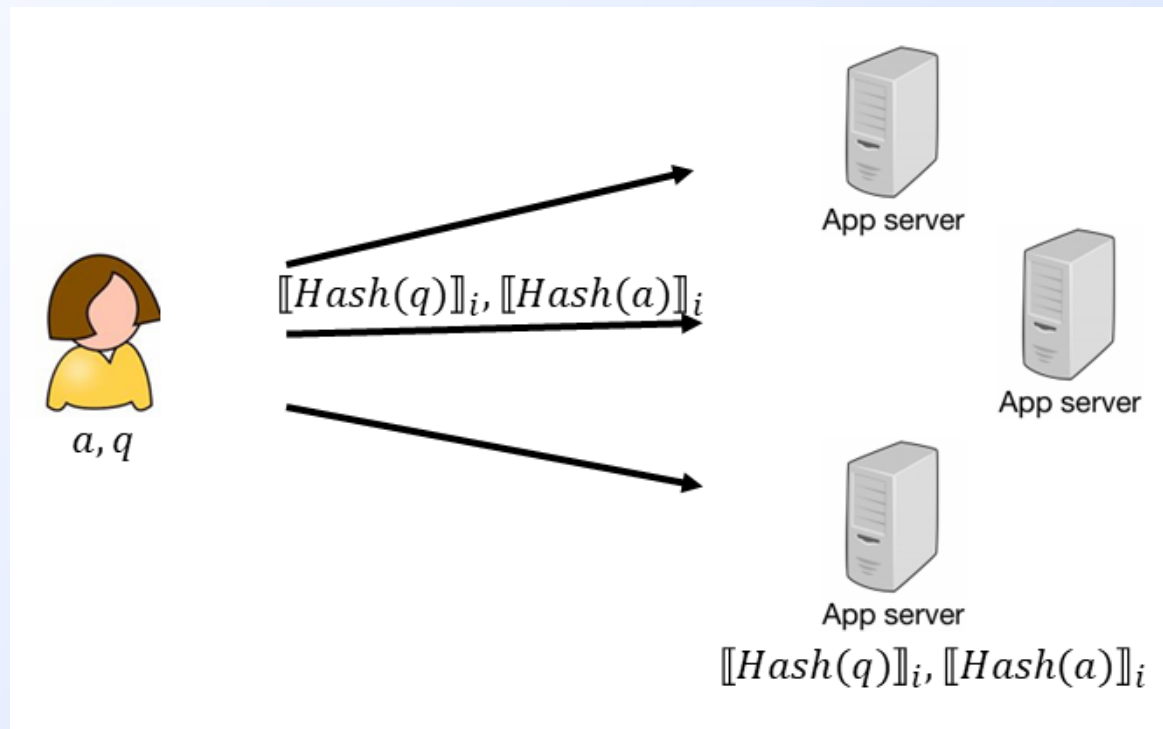 App server
⟦Hash(q)⟧ᵢ, ⟦Hash(a)⟧ᵢ
App server
a, q
App server
⟦Hash(q)⟧ᵢ, ⟦Hash(a)⟧ᵢ